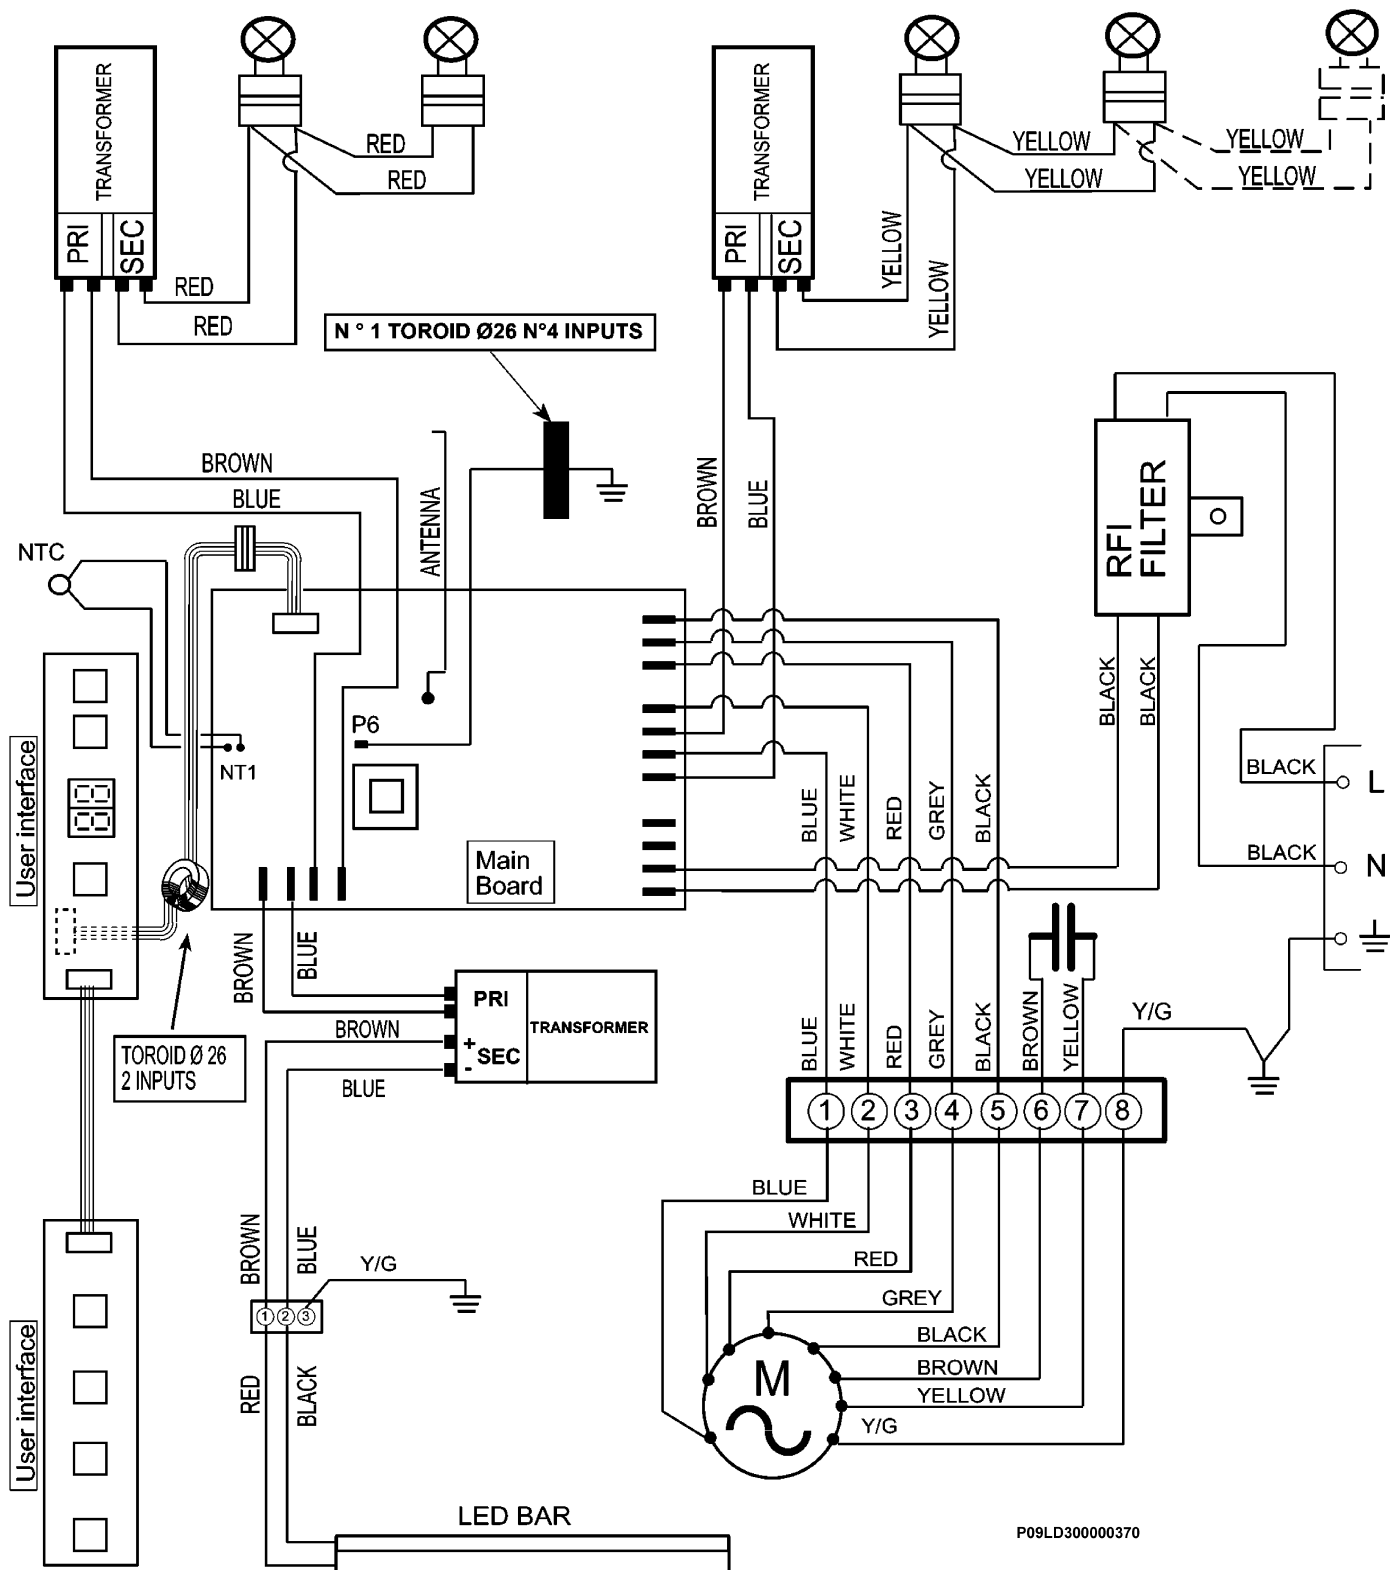 TRANSFORMER
PRI
SEC
RED
RED
RED
RED
TRANSFORMER
PRI
SEC
YELLOW
YELLOW
YELLOW
YELLOW
YELLOW
YELLOW
N ° 1 TOROID Ø26 N°4 INPUTS
BROWN
BLUE
ANTENNA
BROWN
BLUE
RFI
FILTER
NTC
NT1
P6
Main
Board
BLACK
BLACK
BLACK
L
BLACK
N
User interface
BLUE
WHITE
RED
GREY
BLACK
BROWN
BLUE
PRI
TRANSFORMER
+
SEC
-
BROWN
BLUE
TOROID Ø 26
2 INPUTS
BLUE
WHITE
RED
GREY
BLACK
BROWN
YELLOW
Y/G
1 2 3 4 5 6 7 8
BLUE
WHITE
RED
GREY
BLACK
BROWN
YELLOW
Y/G
M
BROWN
BLUE
Y/G
1 2 3
RED
BLACK
User interface
LED BAR
P09LD300000370